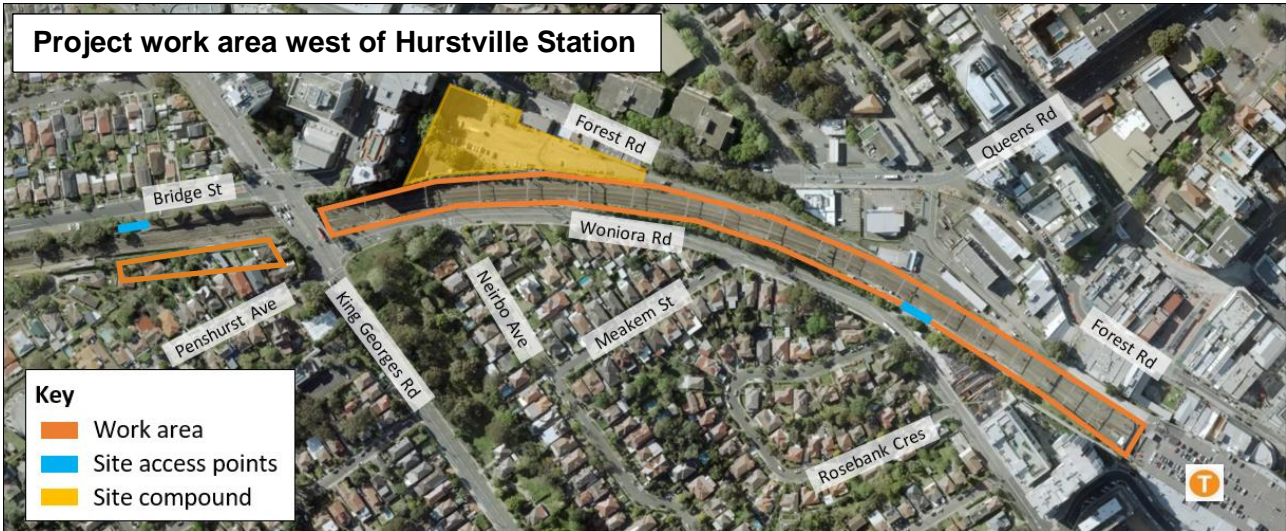 Project work area west of Hurstville Station
Forest Rd
Queens Rd
Bridge St
Woniora Rd
Neirbo Ave
Meakem St
Penshurst Ave
King Georges Rd
Forest Rd
Rosebank Cres
Key
Work area
Site access points
Site compound
T